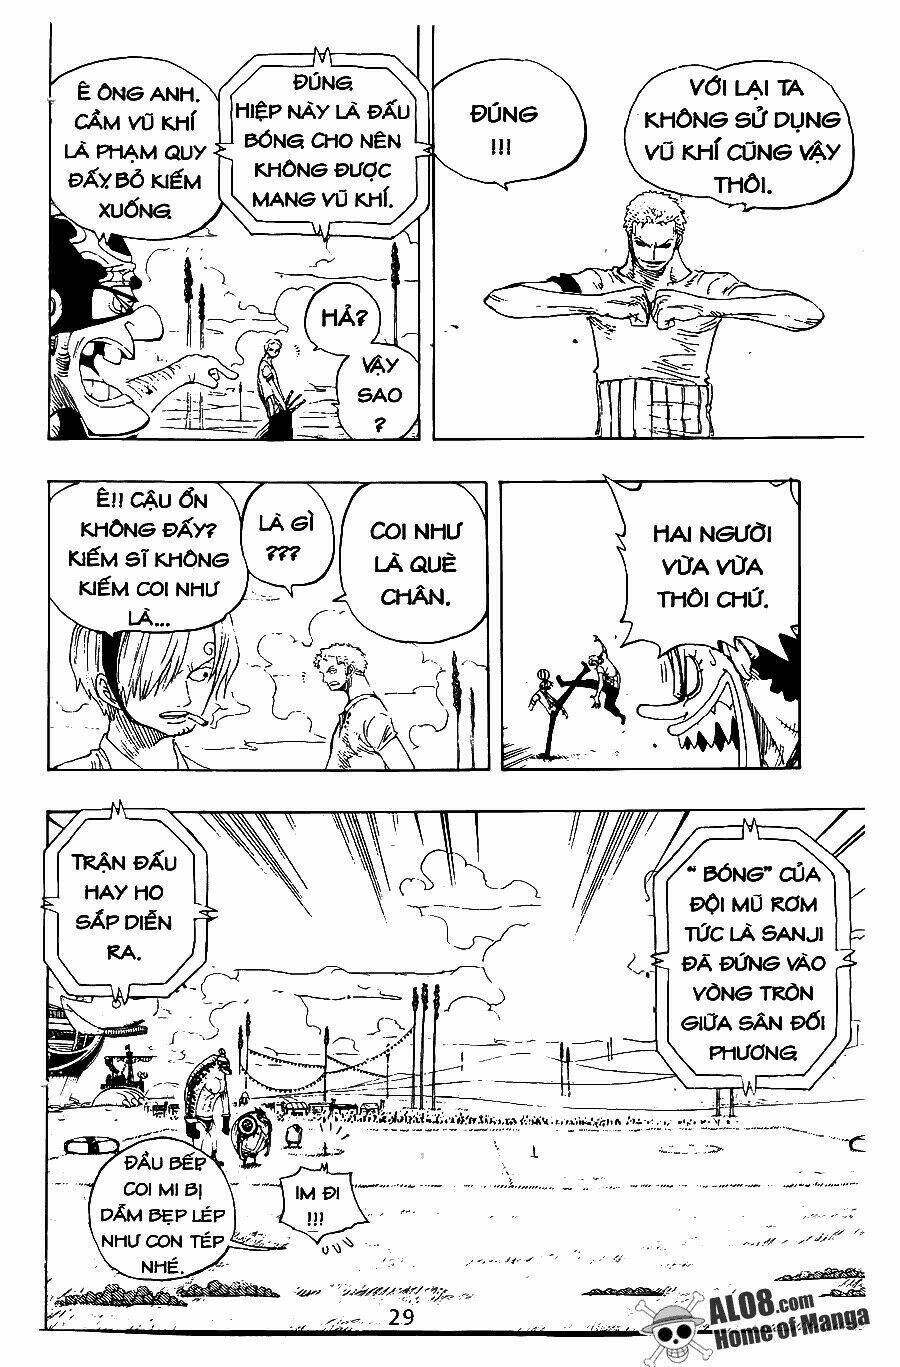 Ê ÔNG ANH.
CẦM VŨ KHÍ
LÀ PHẠM QUY
ĐẤY. BỎ KIẾM
XUỐNG.
ĐÚNG.
HIỆP NÀY LÀ ĐẤU
BÓNG CHO NÊN
KHÔNG ĐƯỢC
MANG VŨ KHÍ.
HẢ?
VẬY
SAO
?
ĐÚNG
!!!
VỚI LẠI TA
KHÔNG SỬ DỤNG
VŨ KHÍ CŨNG VẬY
THÔI.
Ê!! CẬU ỔN
KHÔNG ĐẤY?
KIẾM SĨ KHÔNG
KIẾM COI NHƯ
LÀ...
LÀ GÌ
???
COI NHƯ
LÀ QUÈ
CHÂN.
HAI NGƯỜI
VỪA VỪA
THÔI CHỨ.
TRẬN ĐẤU
HAY HO
SẮP DIỄN
RA.
" BÓNG" CỦA
ĐỘI MŨ RƠM
TỨC LÀ SANJI
ĐÃ ĐỨNG VÀO
VÒNG TRÒN
GIỮA SÂN ĐỐI
PHƯƠNG.
ĐẦU BẾP,
COI MI BỊ
DẪM BẸP LÉP
NHƯ CON TÉP
NHÉ.
IM ĐI
!!!
29
AL08.com
Home of Manga